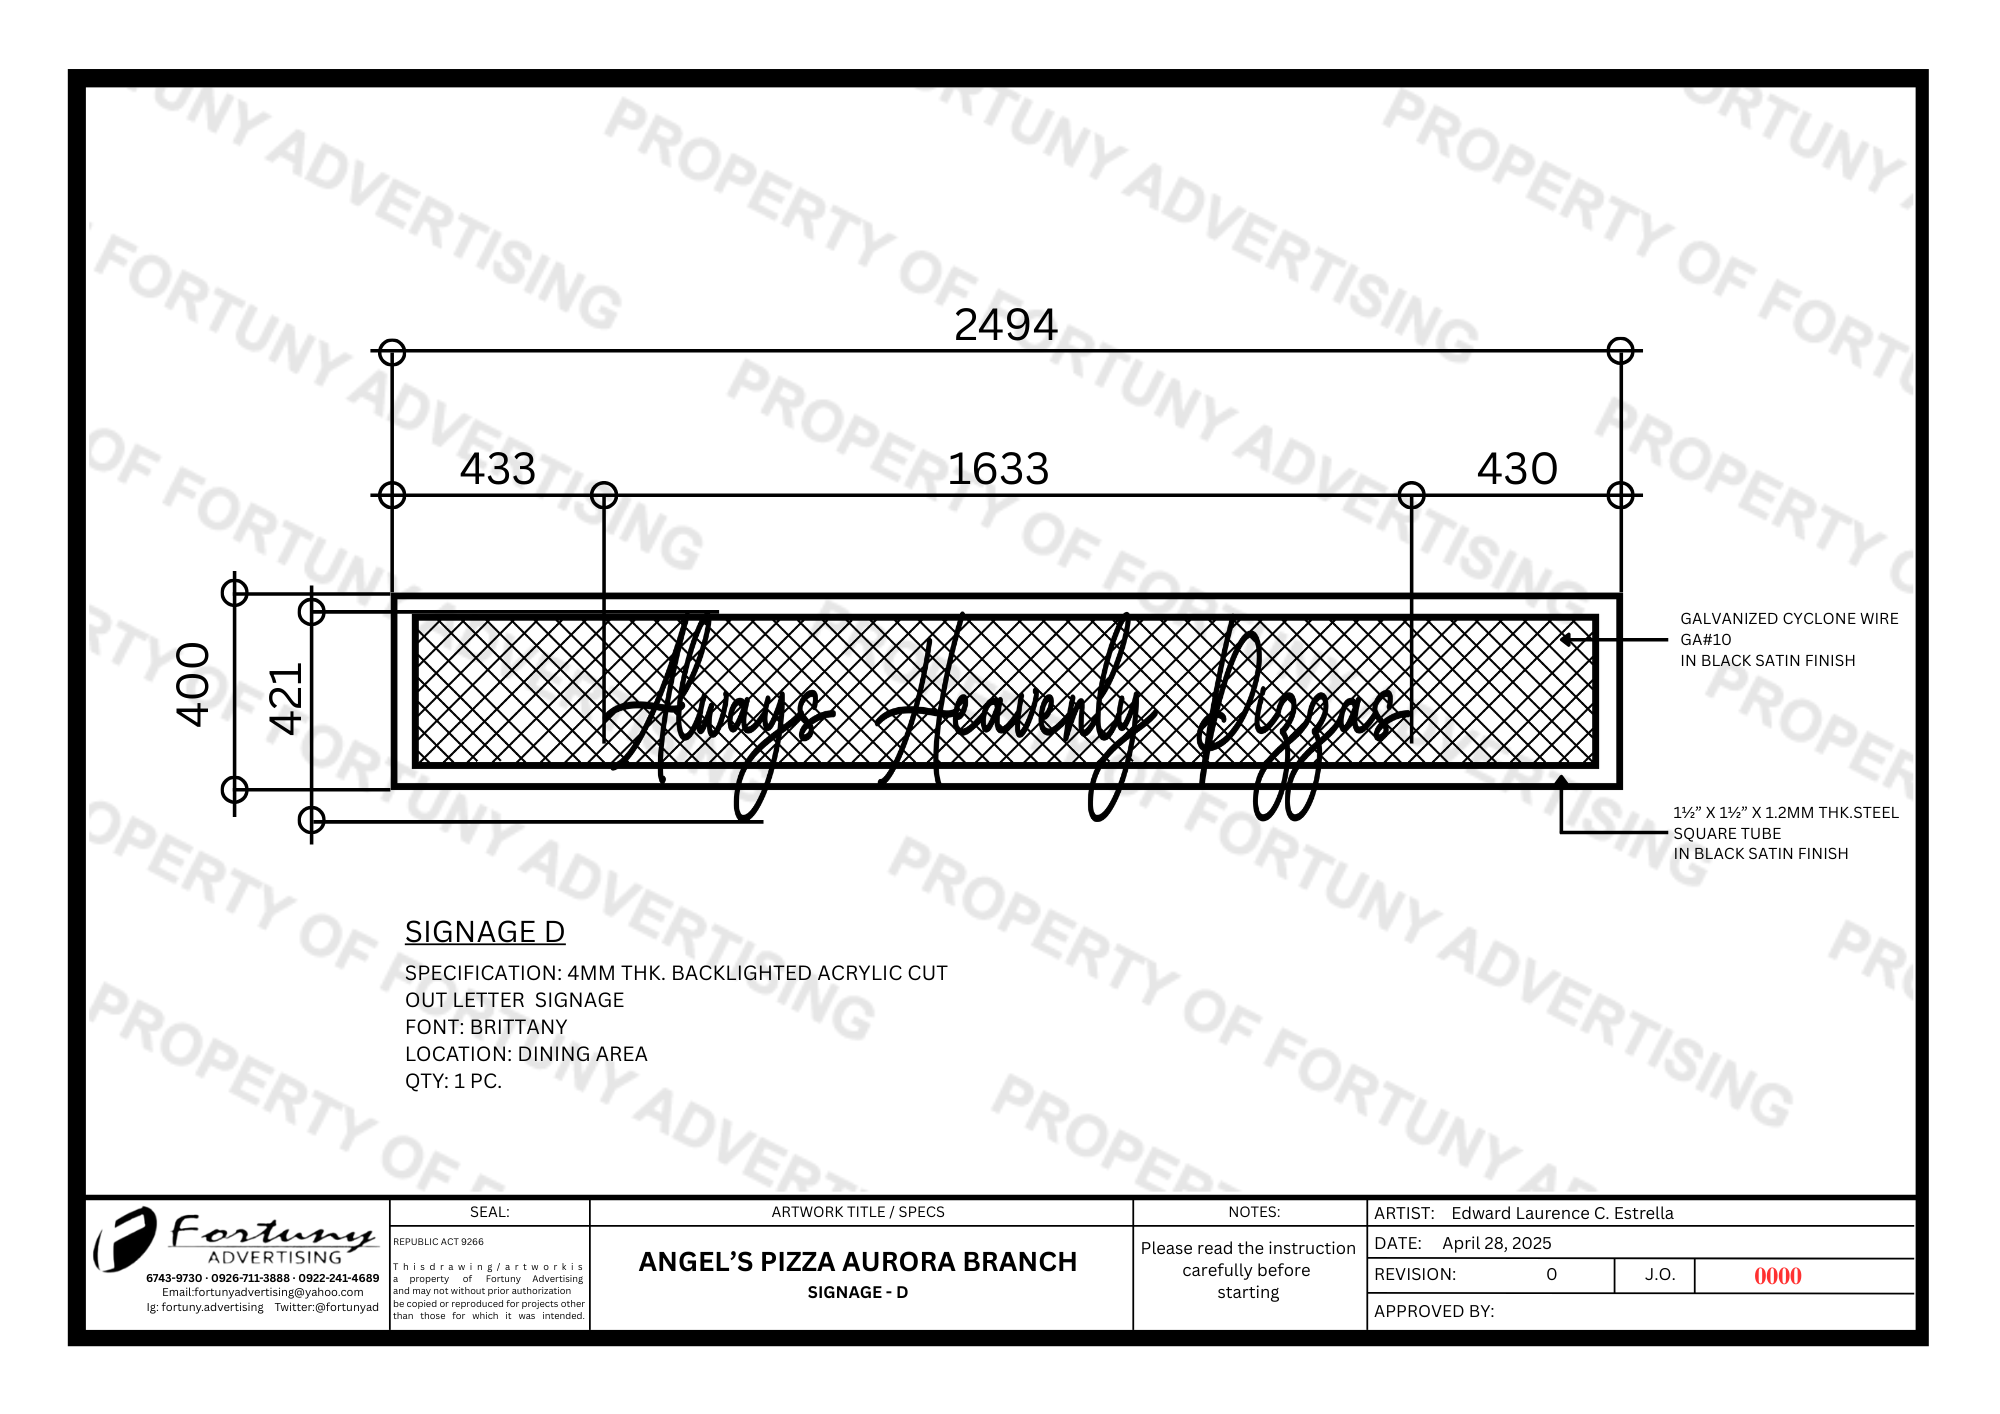 2494
433
1633
430
400
421
Always Heavenly Pizzas
GALVANIZED CYCLONE WIRE
GA#10
IN BLACK SATIN FINISH
1½” X 1½” X 1.2MM THK.STEEL
SQUARE TUBE
IN BLACK SATIN FINISH
SIGNAGE D
SPECIFICATION: 4MM THK. BACKLIGHTED ACRYLIC CUT
OUT LETTER SIGNAGE
FONT: BRITTANY
LOCATION: DINING AREA
QTY: 1 PC.
PROPERTY OF FORTUNY ADVERTISING
Fortuny
ADVERTISING
6743-9730 · 0926-711-3888 · 0922-241-4689
Email:fortunyadvertising@yahoo.com
Ig: fortuny.advertising Twitter:@fortunyad
SEAL:
REPUBLIC ACT 9266
This drawing/artwork is
a property of Fortuny Advertising
and may not without prior authorization
be copied or reproduced for projects other
than those for which it was intended.
ARTWORK TITLE / SPECS
ANGEL’S PIZZA AURORA BRANCH
SIGNAGE - D
NOTES:
Please read the instruction
carefully before
starting
ARTIST: Edward Laurence C. Estrella
DATE: April 28, 2025
REVISION: 0 J.O. 0000
APPROVED BY: